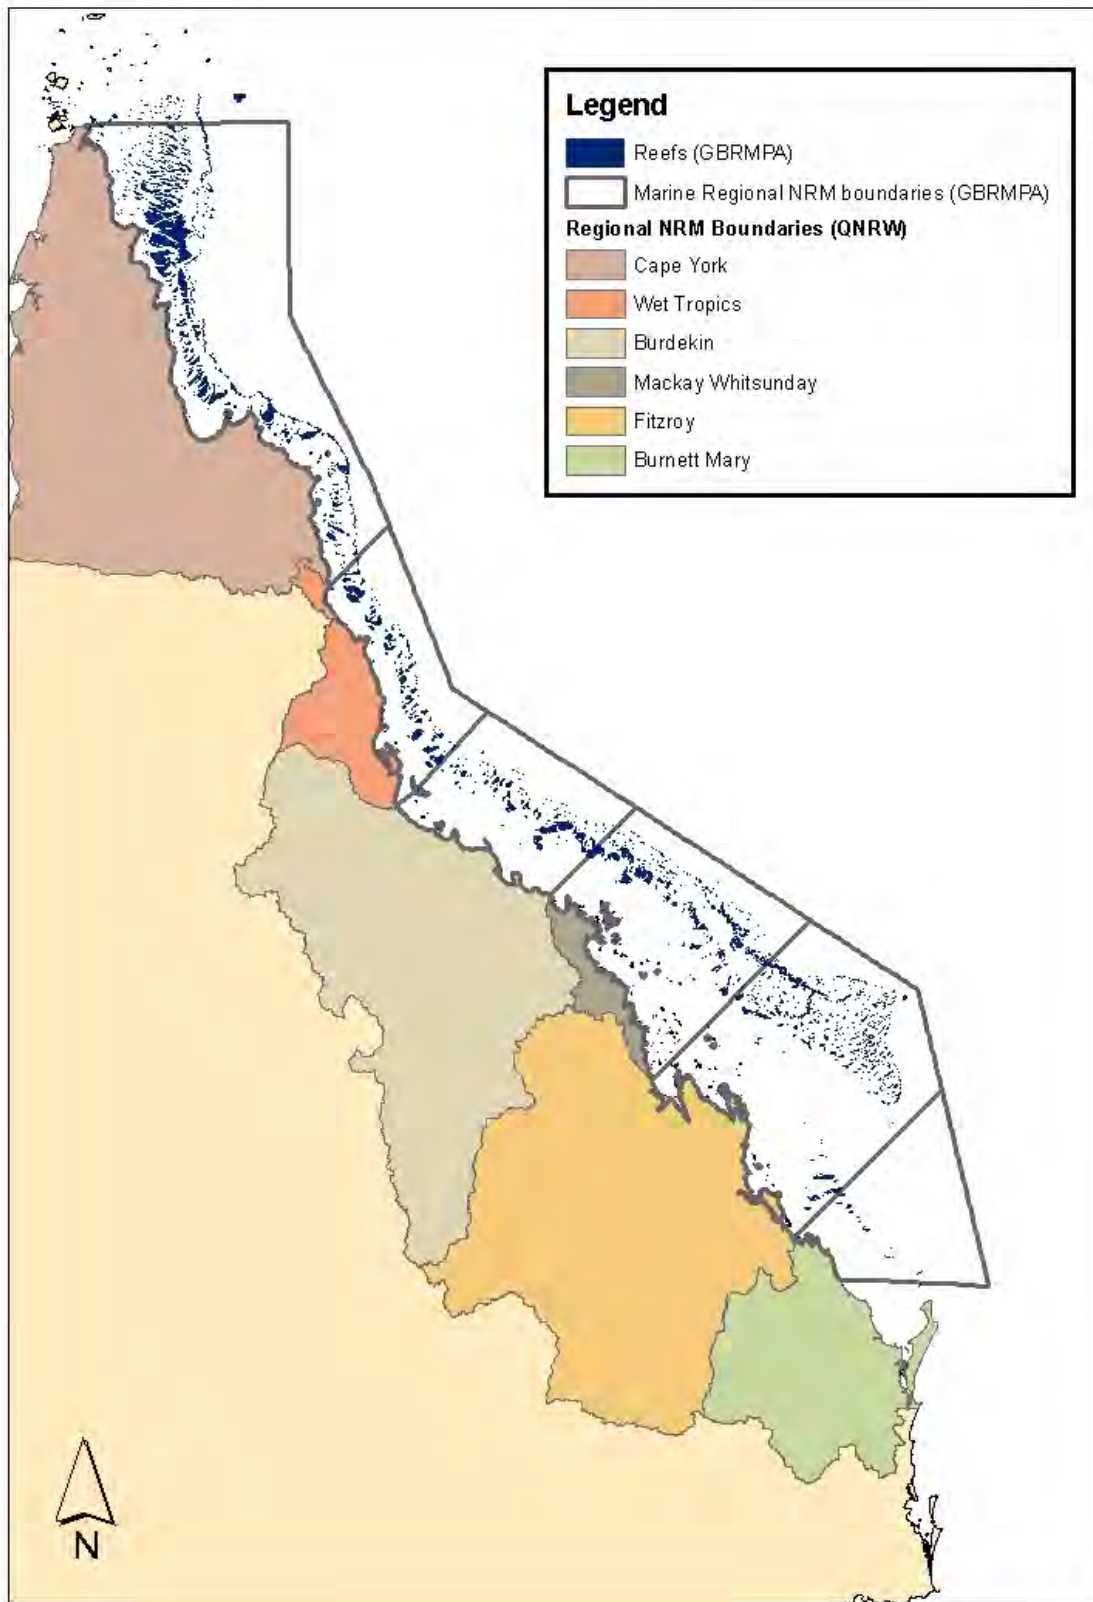 Legend
Reefs (GBRMPA)
Marine Regional NRM boundaries (GBRMPA)
Regional NRM Boundaries (QNRW)
Cape York
Wet Tropics
Burdekin
Mackay Whitsunday
Fitzroy
Burnett Mary
N